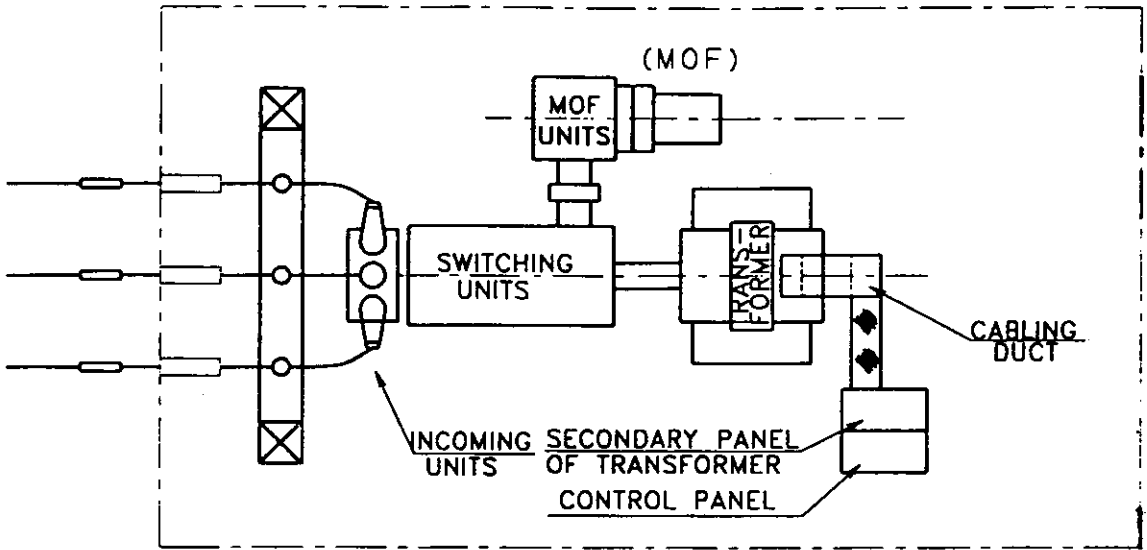 (MOF)
MOF
UNITS
SWITCHING
UNITS
TRANS-
FORMER
CABLING
DUCT
INCOMING
UNITS
SECONDARY PANEL
OF TRANSFORMER
CONTROL PANEL